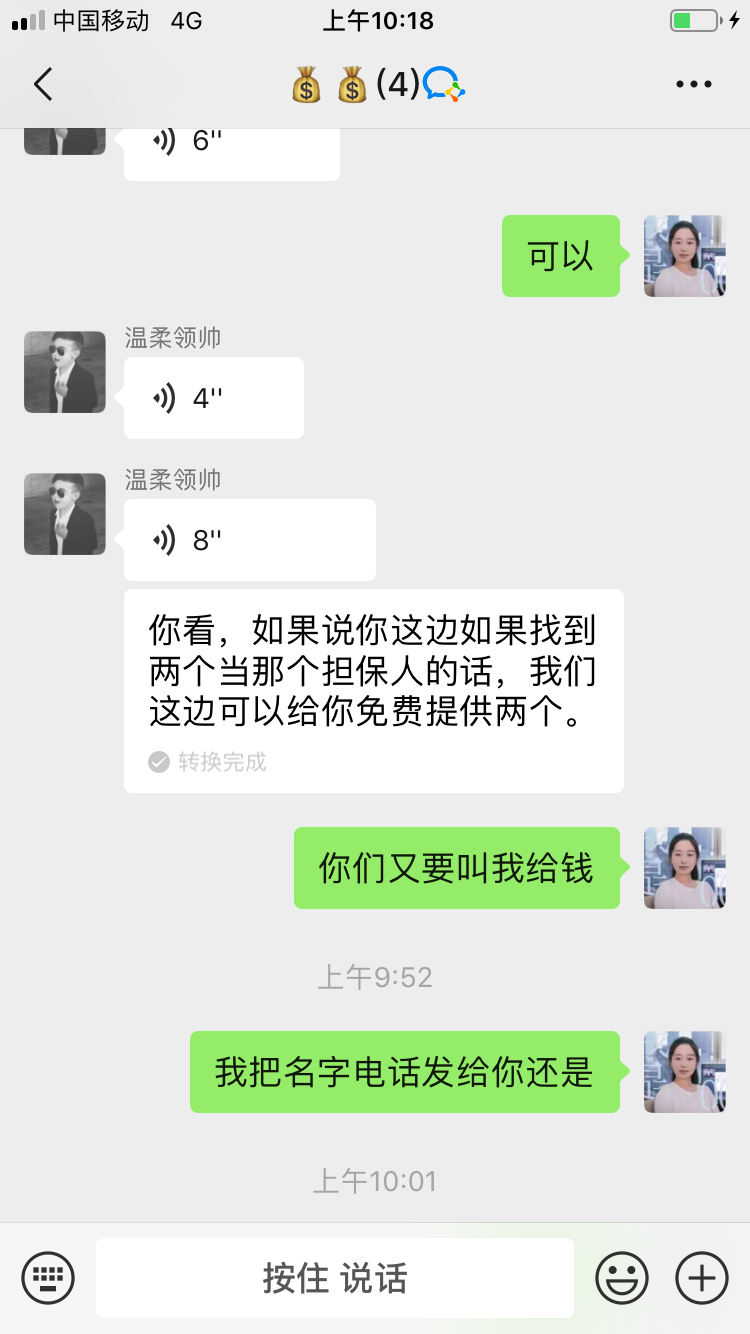 中国移动 4G 上午10:18
💰 💰(4)
6''
可以
温柔领帅
4''
温柔领帅
8''
你看，如果说你这边如果找到
两个当那个担保人的话，我们
这边可以给你免费提供两个。
转换完成
你们又要叫我给钱
上午9:52
我把名字电话发给你还是
上午10:01
按住 说话